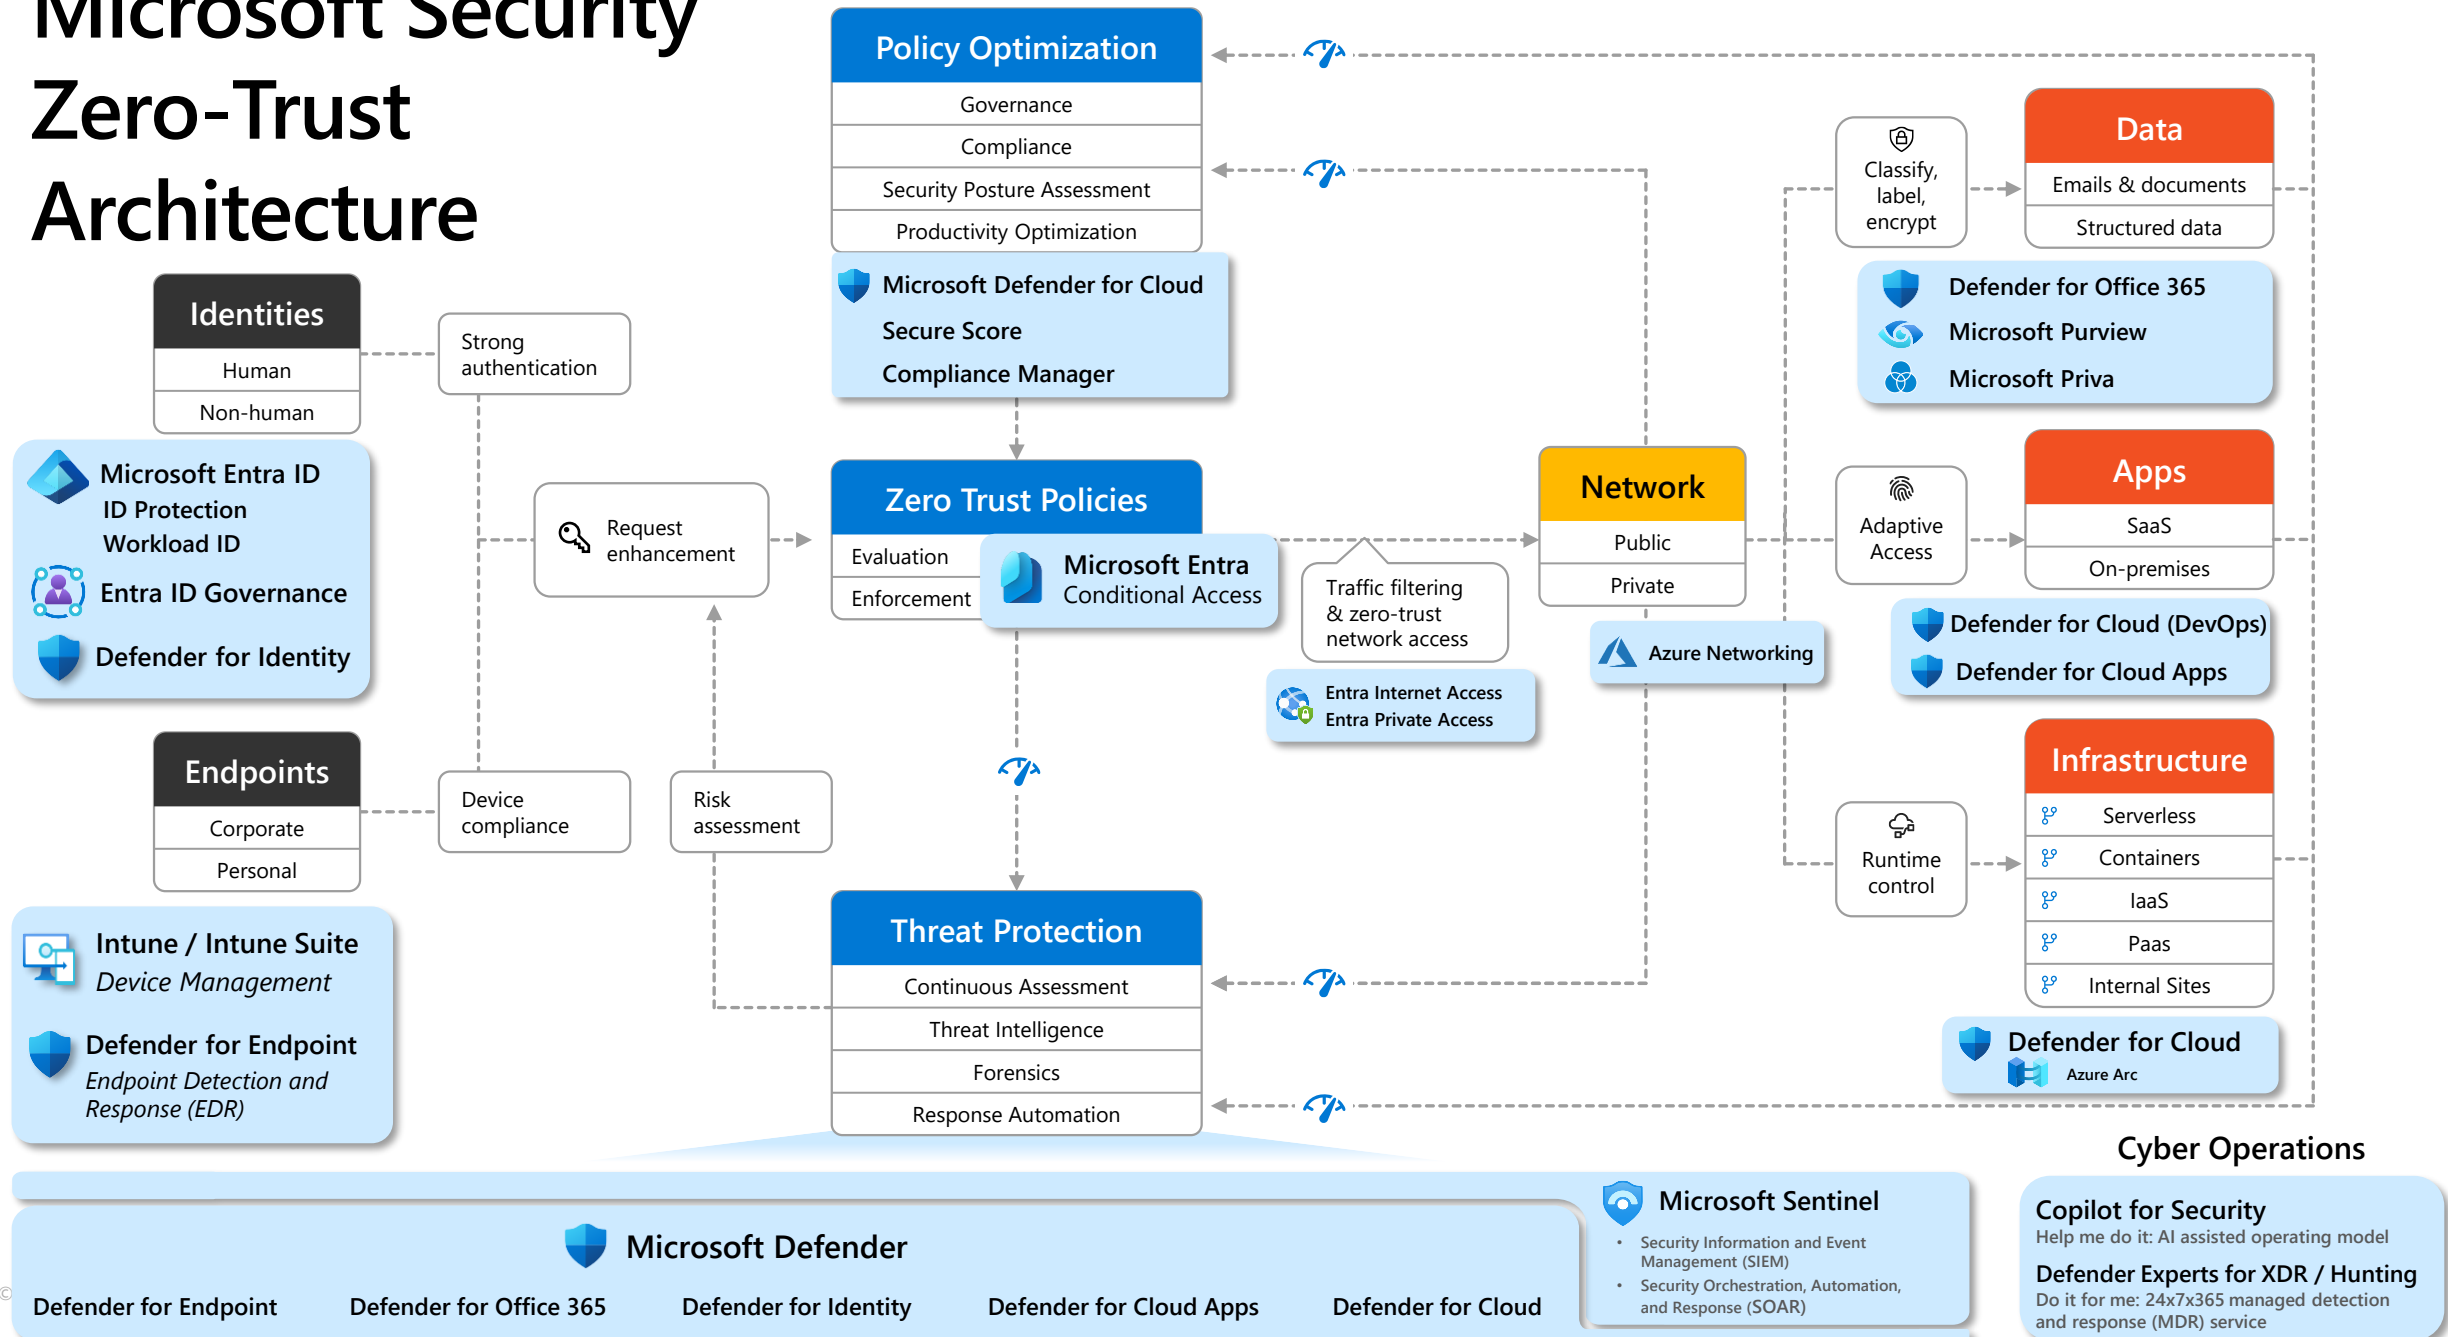 Microsoft Security
Zero-Trust
Architecture
Policy Optimization
Governance
Compliance
Security Posture Assessment
Productivity Optimization
Microsoft Defender for Cloud
Secure Score
Compliance Manager
Identities
Human
Non-human
Strong
authentication
Microsoft Entra ID
ID Protection
Workload ID
Entra ID Governance
Defender for Identity
Request
enhancement
Zero Trust Policies
Evaluation
Enforcement
Microsoft Entra
Conditional Access
Traffic filtering
& zero-trust
network access
Entra Internet Access
Entra Private Access
Network
Public
Private
Azure Networking
Classify,
label,
encrypt
Data
Emails & documents
Structured data
Defender for Office 365
Microsoft Purview
Microsoft Priva
Adaptive
Access
Apps
SaaS
On-premises
Defender for Cloud (DevOps)
Defender for Cloud Apps
Runtime
control
Infrastructure
Serverless
Containers
IaaS
Paas
Internal Sites
Defender for Cloud
Azure Arc
Endpoints
Corporate
Personal
Device
compliance
Risk
assessment
Intune / Intune Suite
Device Management
Defender for Endpoint
Endpoint Detection and
Response (EDR)
Threat Protection
Continuous Assessment
Threat Intelligence
Forensics
Response Automation
Microsoft Defender
Defender for Endpoint
Defender for Office 365
Defender for Identity
Defender for Cloud Apps
Defender for Cloud
Microsoft Sentinel
• Security Information and Event
Management (SIEM)
• Security Orchestration, Automation,
and Response (SOAR)
Cyber Operations
Copilot for Security
Help me do it: AI assisted operating model
Defender Experts for XDR / Hunting
Do it for me: 24x7x365 managed detection
and response (MDR) service
©